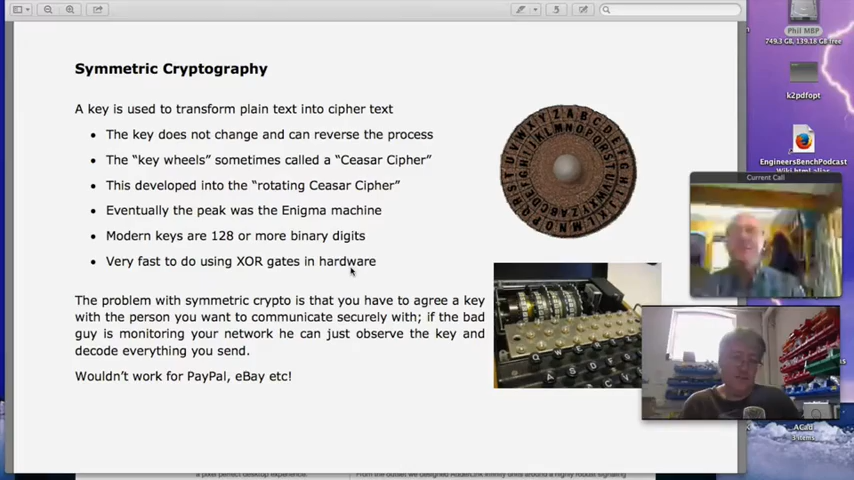 Symmetric Cryptography
A key is used to transform plain text into cipher text
• The key does not change and can reverse the process
• The “key wheels” sometimes called a “Ceasar Cipher”
• This developed into the “rotating Ceasar Cipher”
• Eventually the peak was the Enigma machine
• Modern keys are 128 or more binary digits
• Very fast to do using XOR gates in hardware
The problem with symmetric crypto is that you have to agree a key
with the person you want to communicate securely with; if the bad
guy is monitoring your network he can just observe the key and
decode everything you send.
Wouldn’t work for PayPal, eBay etc!
Phil MBP
k2pdfopt
EngineersBenchPodcast
Current Call
ACad
3 items